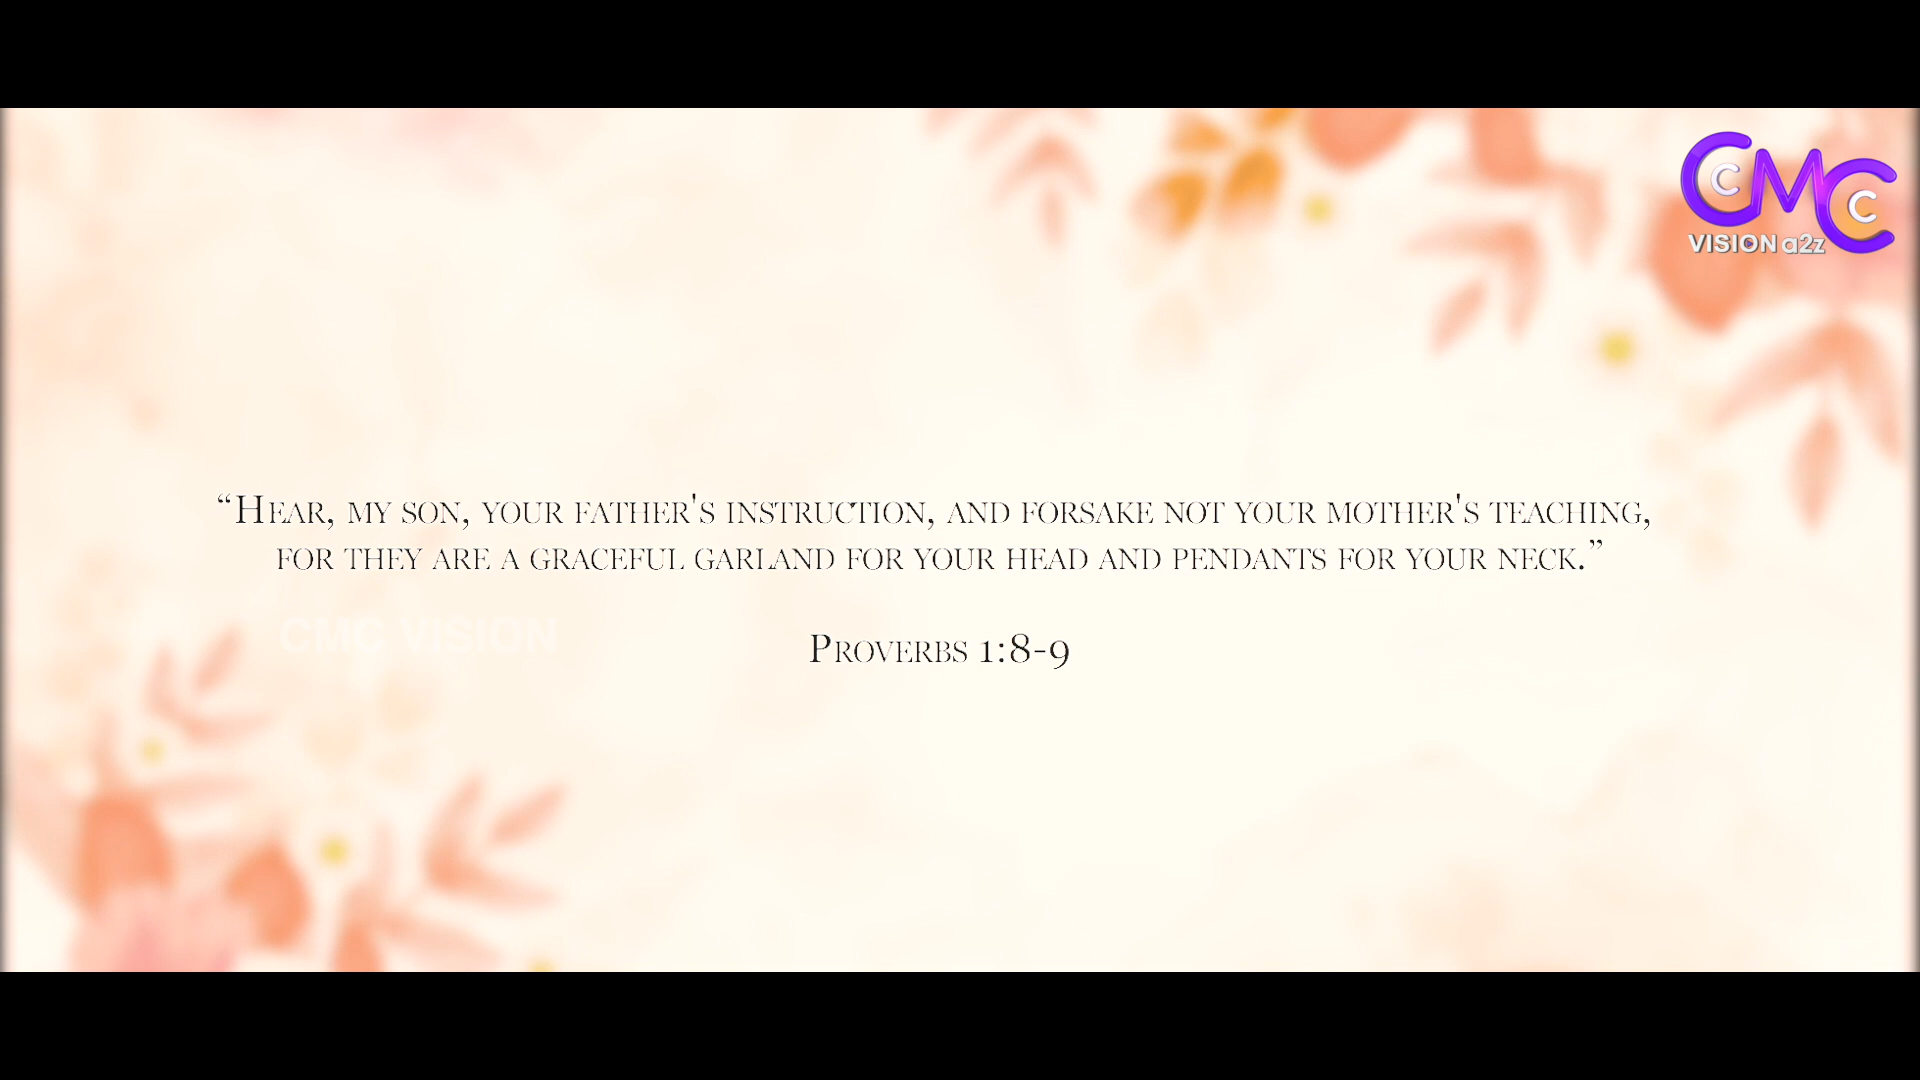 CMC
VISION a2z
“Hear, my son, your father's instruction, and forsake not your mother's teaching,
for they are a graceful garland for your head and pendants for your neck.”
CMC VISION
Proverbs 1:8-9